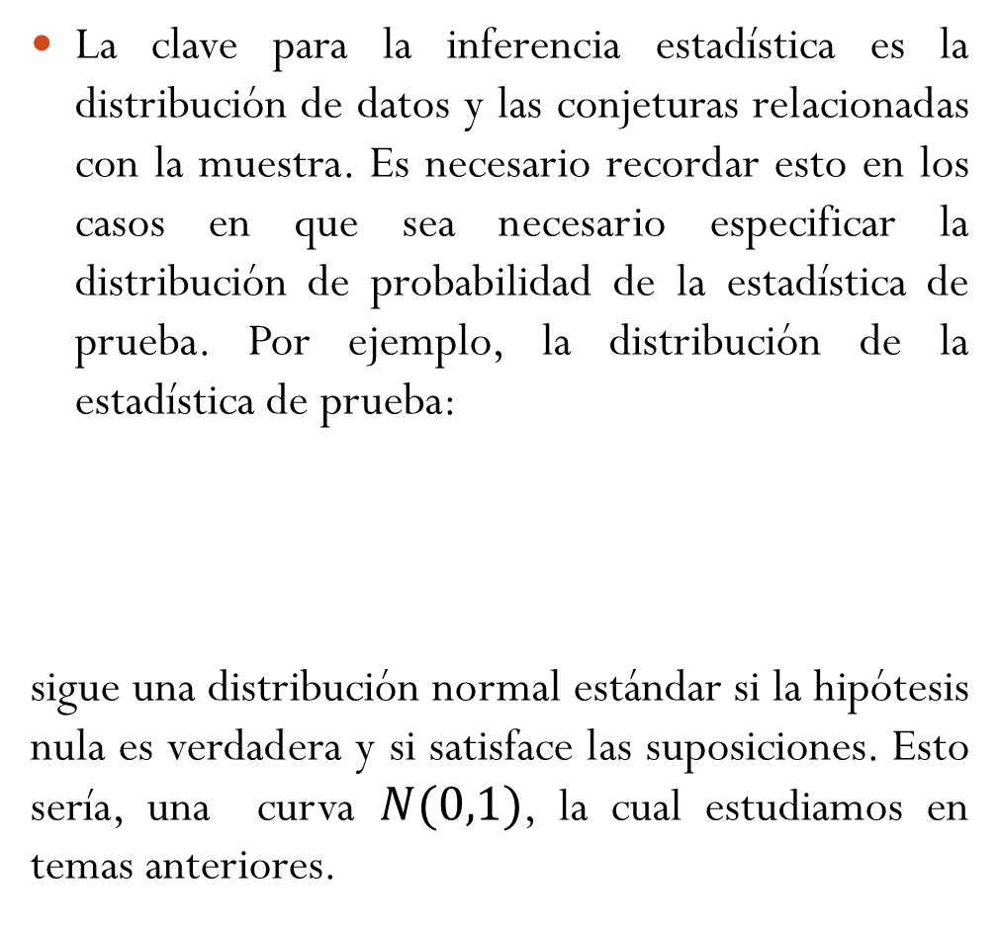 • La clave para la inferencia estadística es la
distribución de datos y las conjeturas relacionadas
con la muestra. Es necesario recordar esto en los
casos en que sea necesario especificar la
distribución de probabilidad de la estadística de
prueba. Por ejemplo, la distribución de la
estadística de prueba:
sigue una distribución normal estándar si la hipótesis
nula es verdadera y si satisface las suposiciones. Esto
sería, una curva N(0,1), la cual estudiamos en
temas anteriores.